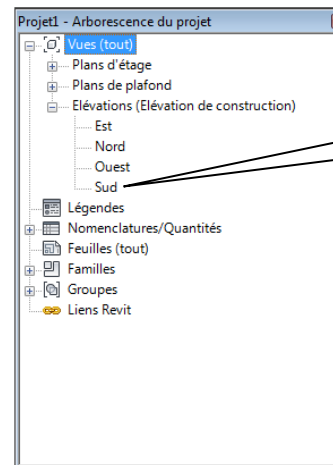 Projet1 - Arborescence du projet
Vues (tout)
Plans d'étage
Plans de plafond
Elévations (Elévation de construction)
Est
Nord
Ouest
Sud
Légendes
Nomenclatures/Quantités
Feuilles (tout)
Familles
Groupes
Liens Revit